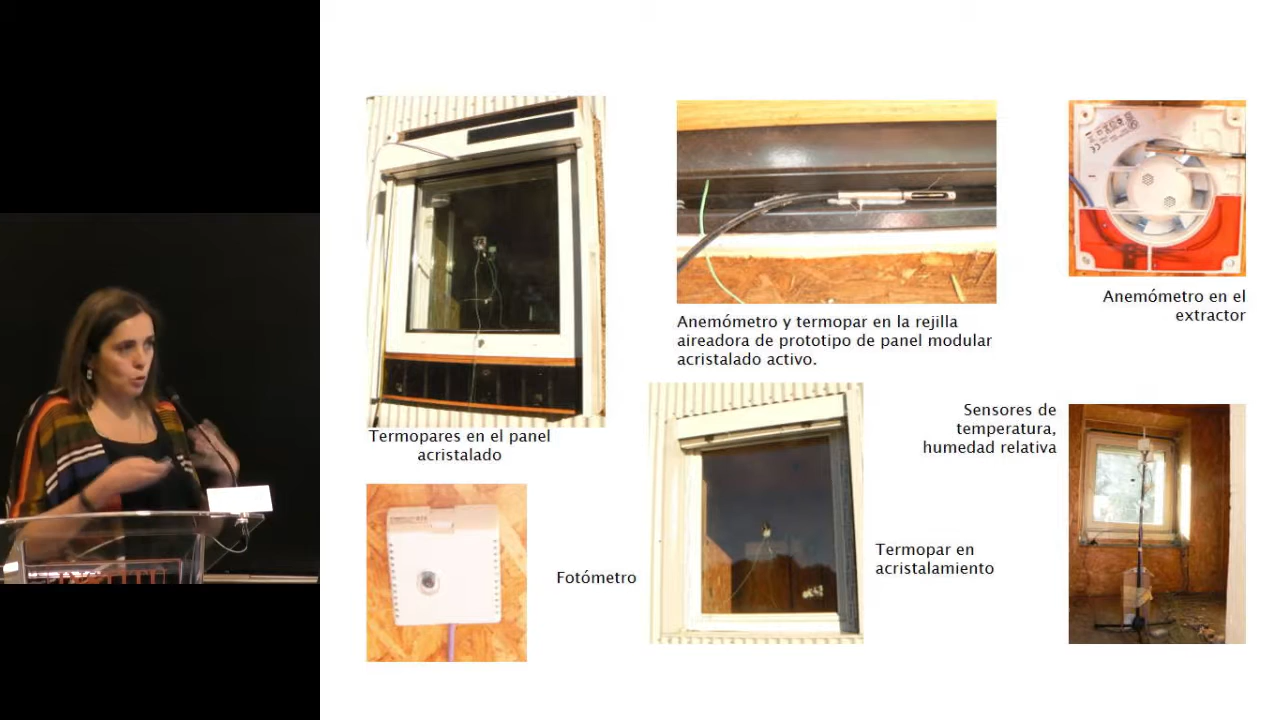 Termopares en el panel
acristalado
Anemómetro y termopar en la rejilla
aireadora de prototipo de panel modular
acristalado activo.
Anemómetro en el
extractor
Fotómetro
Termopar en
acristalamiento
Sensores de
temperatura,
humedad relativa